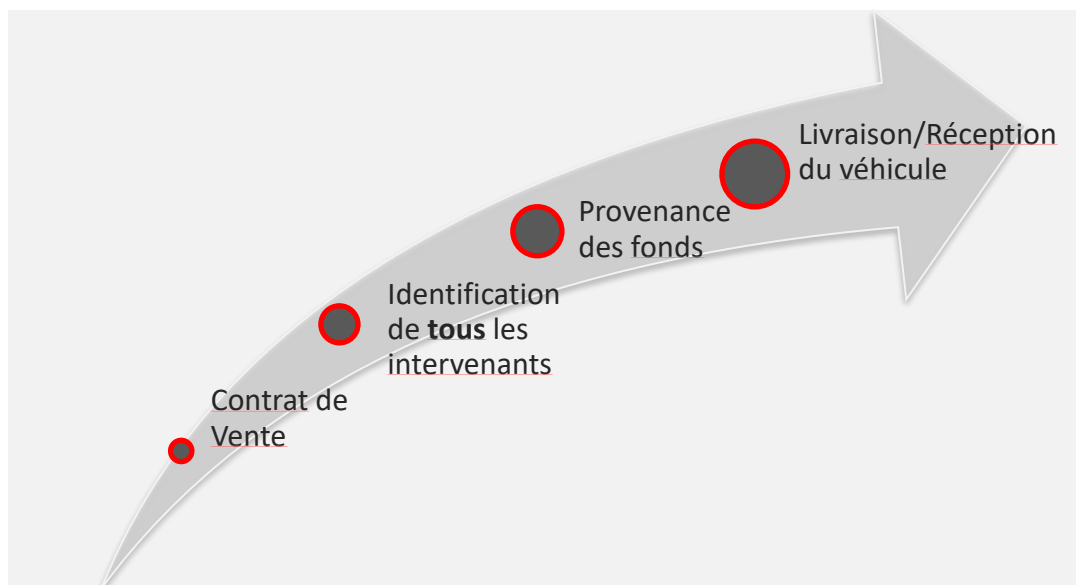 Contrat de
Vente
Identification
de tous les
intervenants
Provenance
des fonds
Livraison/Réception
du véhicule